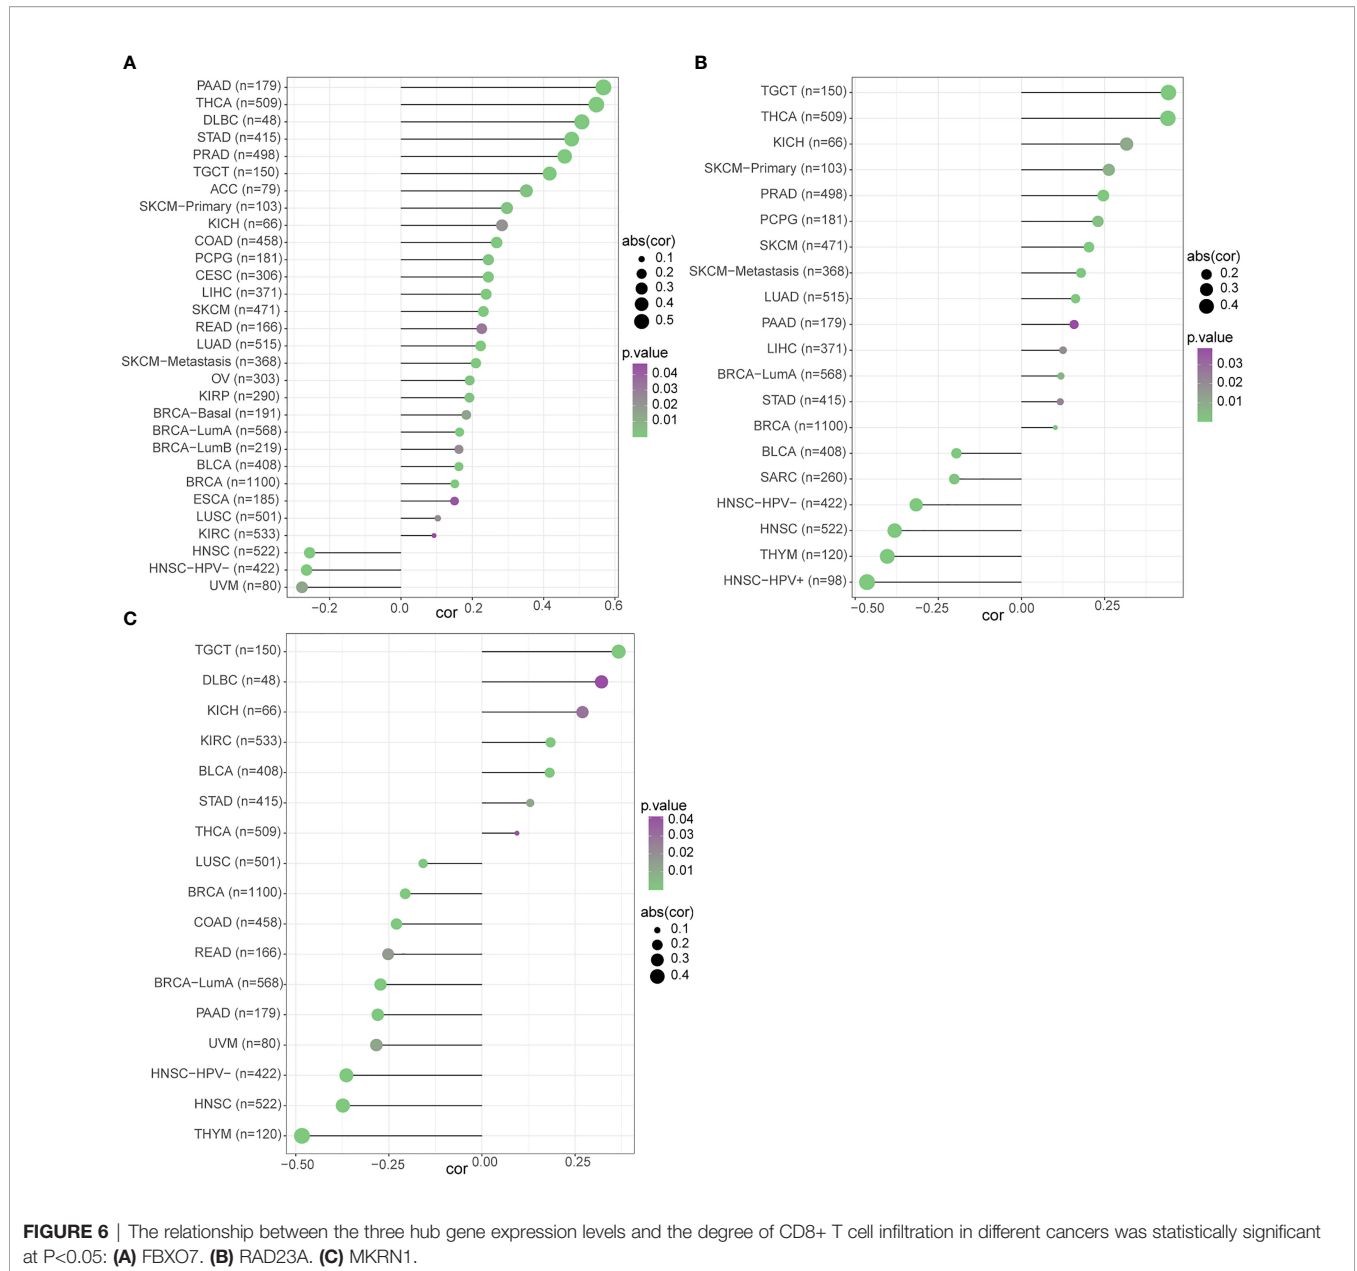 A
PAAD (n=179)
THCA (n=509)
DLBC (n=48)
STAD (n=415)
PRAD (n=498)
TGCT (n=150)
ACC (n=79)
SKCM−Primary (n=103)
KICH (n=66)
COAD (n=458)
PCPG (n=181)
CESC (n=306)
LIHC (n=371)
SKCM (n=471)
READ (n=166)
LUAD (n=515)
SKCM−Metastasis (n=368)
OV (n=303)
KIRP (n=290)
BRCA−Basal (n=191)
BRCA−LumA (n=568)
BRCA−LumB (n=219)
BLCA (n=408)
BRCA (n=1100)
ESCA (n=185)
LUSC (n=501)
KIRC (n=533)
HNSC (n=522)
HNSC−HPV− (n=422)
UVM (n=80)
−0.2 0.0 0.2 0.4 0.6
cor
abs(cor)
0.1
0.2
0.3
0.4
0.5
p.value
0.04
0.03
0.02
0.01
B
TGCT (n=150)
THCA (n=509)
KICH (n=66)
SKCM−Primary (n=103)
PRAD (n=498)
PCPG (n=181)
SKCM (n=471)
SKCM−Metastasis (n=368)
LUAD (n=515)
PAAD (n=179)
LIHC (n=371)
BRCA−LumA (n=568)
STAD (n=415)
BRCA (n=1100)
BLCA (n=408)
SARC (n=260)
HNSC−HPV− (n=422)
HNSC (n=522)
THYM (n=120)
HNSC−HPV+ (n=98)
−0.50 −0.25 0.00 0.25
cor
abs(cor)
0.2
0.3
0.4
p.value
0.03
0.02
0.01
C
TGCT (n=150)
DLBC (n=48)
KICH (n=66)
KIRC (n=533)
BLCA (n=408)
STAD (n=415)
THCA (n=509)
LUSC (n=501)
BRCA (n=1100)
COAD (n=458)
READ (n=166)
BRCA−LumA (n=568)
PAAD (n=179)
UVM (n=80)
HNSC−HPV− (n=422)
HNSC (n=522)
THYM (n=120)
−0.50 −0.25 0.00 0.25
cor
p.value
0.04
0.03
0.02
0.01
abs(cor)
0.1
0.2
0.3
0.4
FIGURE 6 | The relationship between the three hub gene expression levels and the degree of CD8+ T cell infiltration in different cancers was statistically significant
at P<0.05: (A) FBXO7. (B) RAD23A. (C) MKRN1.